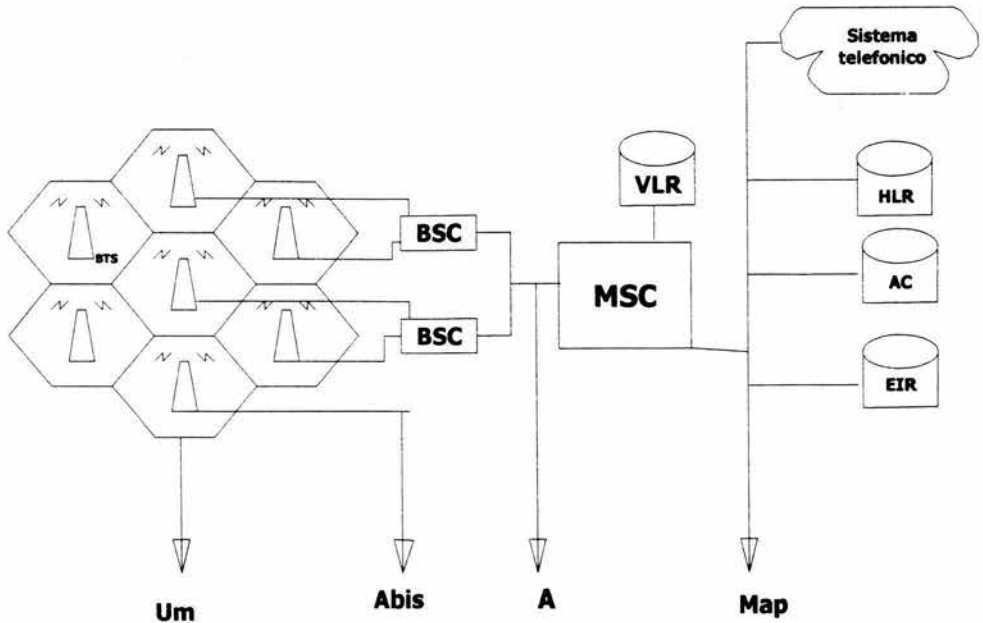 Sistema
telefonico
VLR
HLR
BSC
BTS
MSC
AC
BSC
EIR
Um
Abis
A
Map